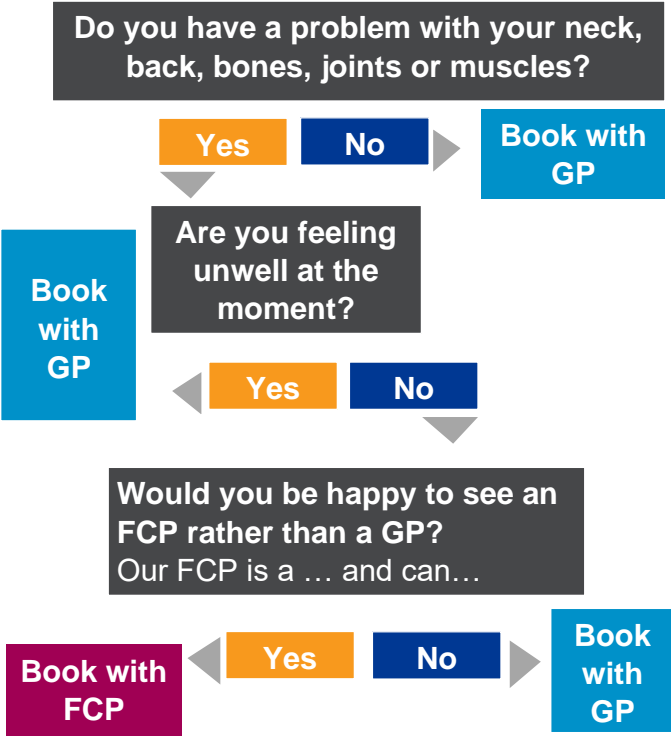 Do you have a problem with your neck,
back, bones, joints or muscles?
Yes
No
Book with
GP
Are you feeling
unwell at the
moment?
Book
with
GP
Yes
No
Would you be happy to see an
FCP rather than a GP?
Our FCP is a … and can…
Book with
FCP
Yes
No
Book
with
GP